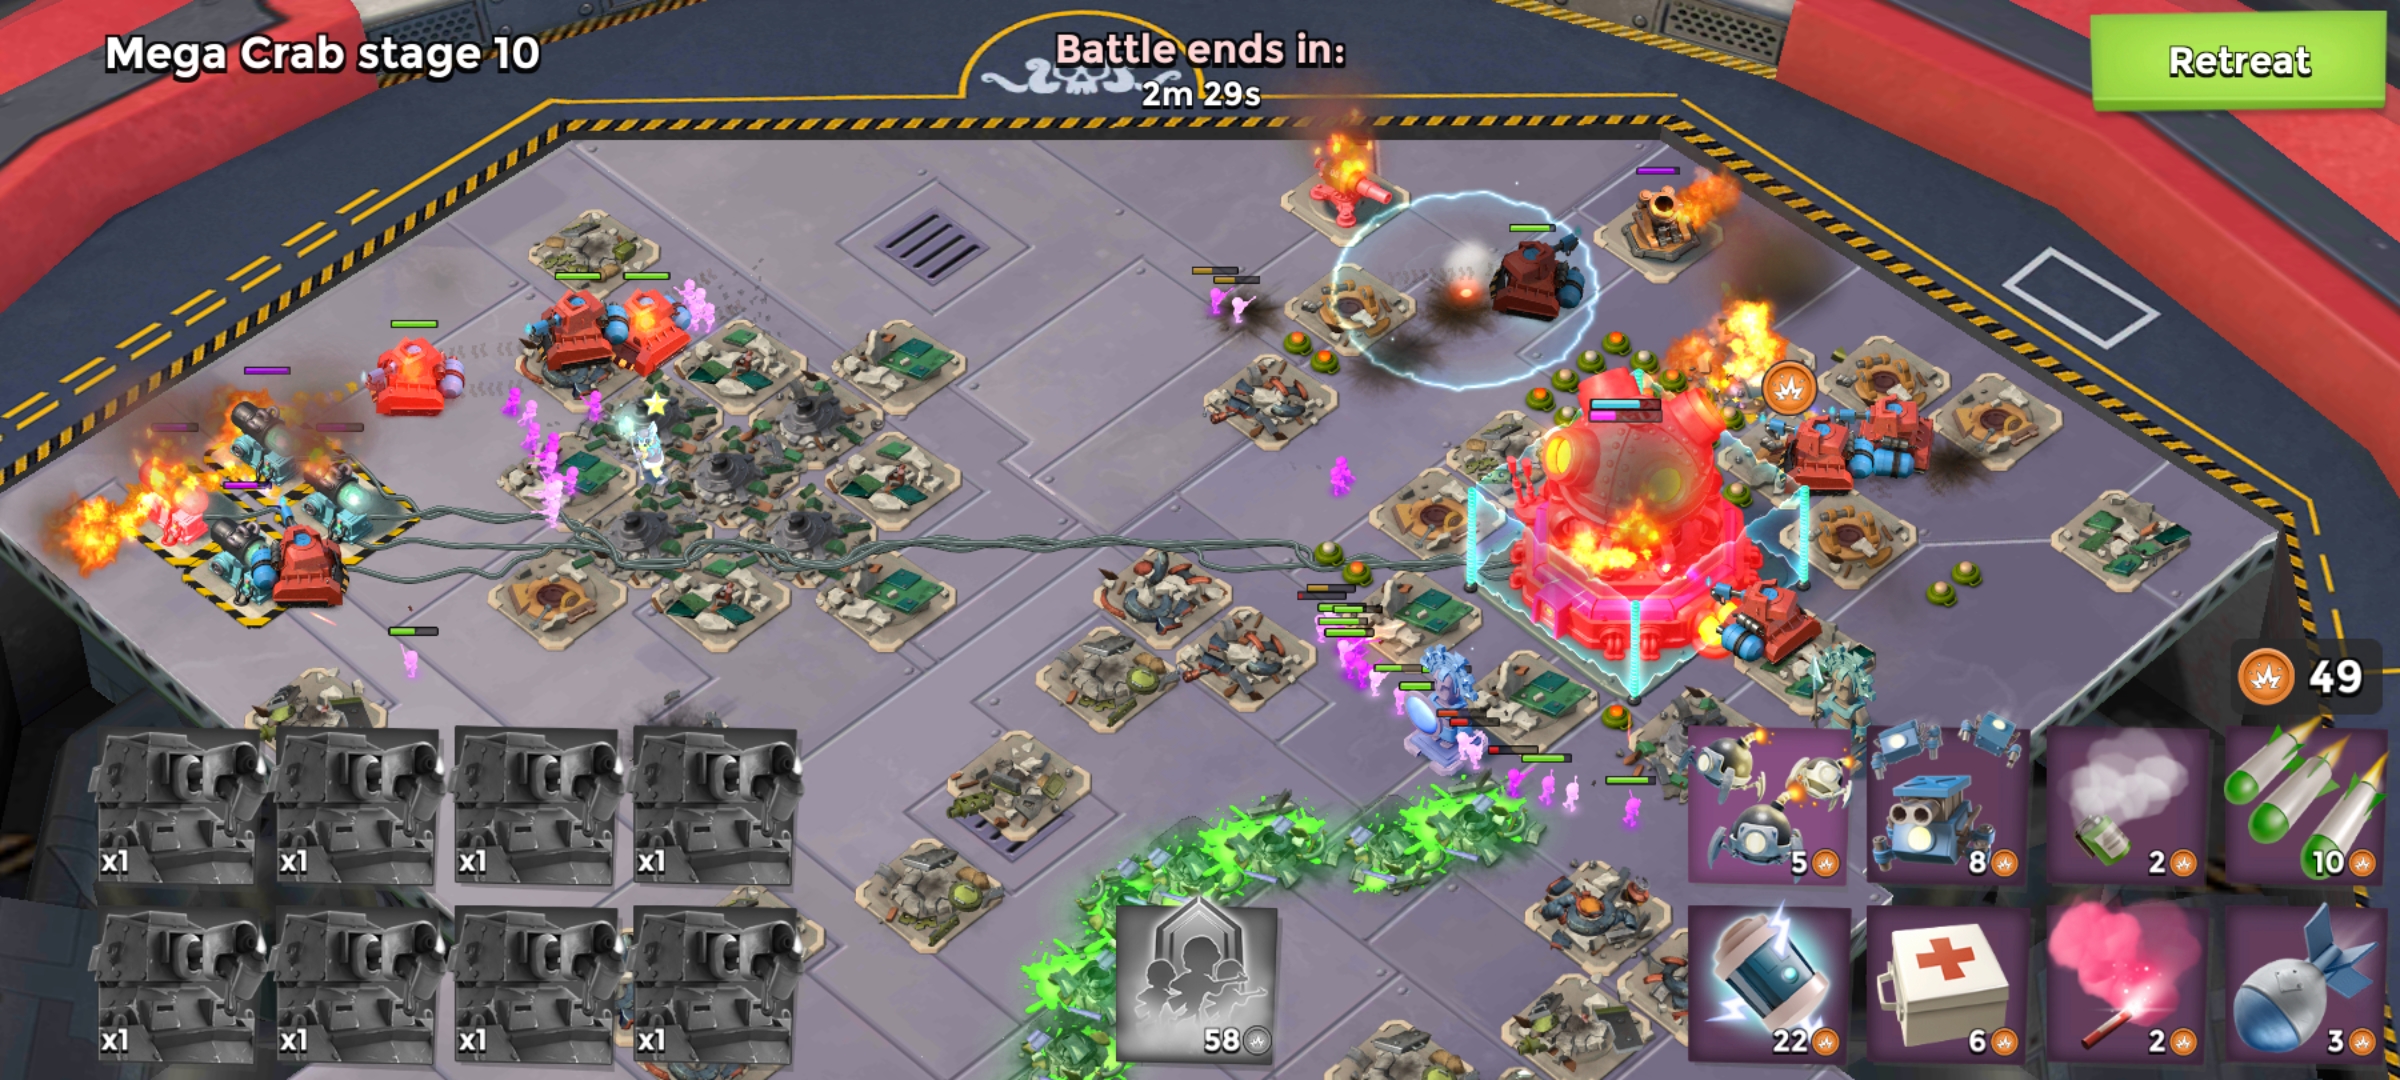 Mega Crab stage 10
Battle ends in:
2m 29s
Retreat
49
x1
x1
x1
x1
5
8
2
10
x1
x1
x1
x1
58
22
6
2
3